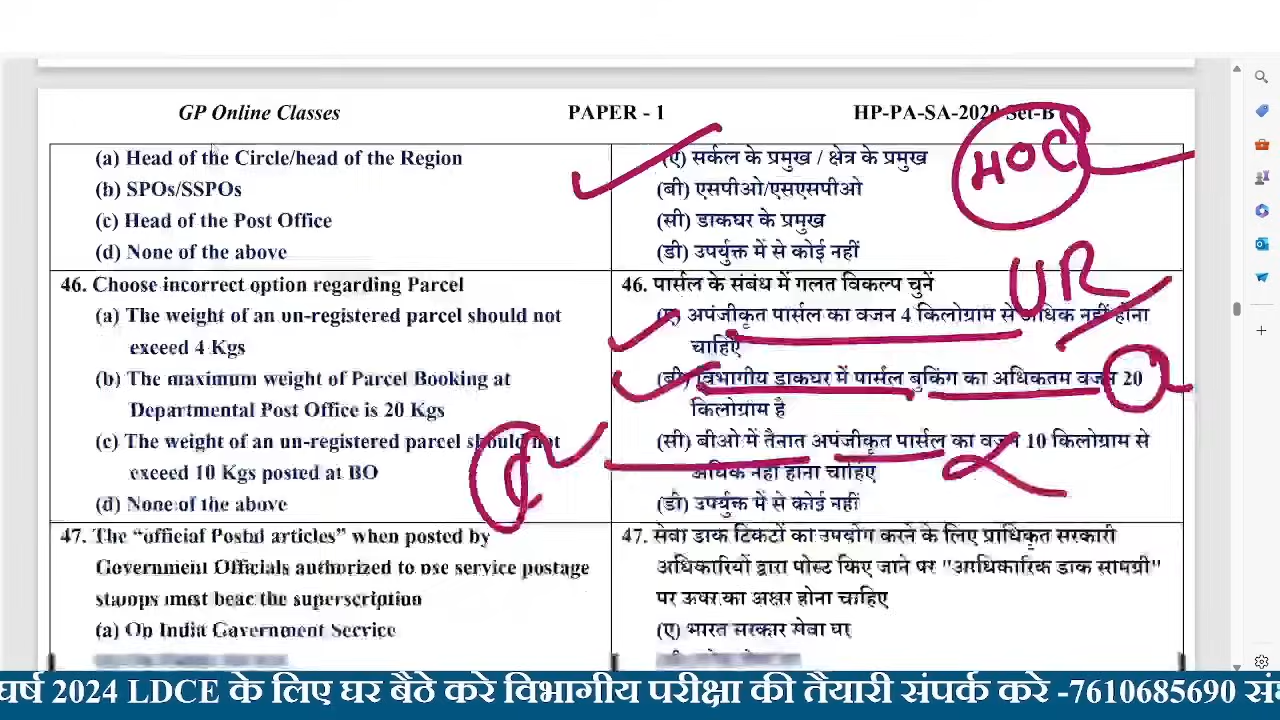 GP Online Classes PAPER - 1 HP-PA-SA-2020 Set-B
(a) Head of the Circle/head of the Region
(b) SPOs/SSPOs
(c) Head of the Post Office
(d) None of the above
(ए) सर्कल के प्रमुख / क्षेत्र के प्रमुख
(बी) एसपीओ/एसएसपीओ
(सी) डाकघर के प्रमुख
(डी) उपर्युक्त में से कोई नहीं
HOC
46. Choose incorrect option regarding Parcel
(a) The weight of an un-registered parcel should not
exceed 4 Kgs
(b) The maximum weight of Parcel Booking at
Departmental Post Office is 20 Kgs
(c) The weight of an un-registered parcel should not
exceed 10 Kgs posted at BO
(d) None of the above
46. पार्सल के संबंध में गलत विकल्प चुनें
(ए) अपंजीकृत पार्सल का वजन 4 किलोग्राम से अधिक नहीं होना
चाहिए
(बी) विभागीय डाकघर में पार्सल बुकिंग का अधिकतम वजन 20
किलोग्राम है
(सी) बीओ में तैनात अपंजीकृत पार्सल का वजन 10 किलोग्राम से
अधिक नहीं होना चाहिए
(डी) उपर्युक्त में से कोई नहीं
UR
47. The “official Postal articles” when posted by
Government Officials authorized to use service postage
stamps must bear the superscription
(a) On India Government Service
47. सेवा डाक टिकटों का उपयोग करने के लिए प्राधिकृत सरकारी
अधिकारियों द्वारा पोस्ट किए जाने पर "आधिकारिक डाक सामग्री"
पर ऊपर का अक्षर होना चाहिए
(ए) भारत सरकार सेवा पर
वर्ष 2024 LDCE के लिए घर बैठे करे विभागीय परीक्षा की तैयारी संपर्क करे -7610685690